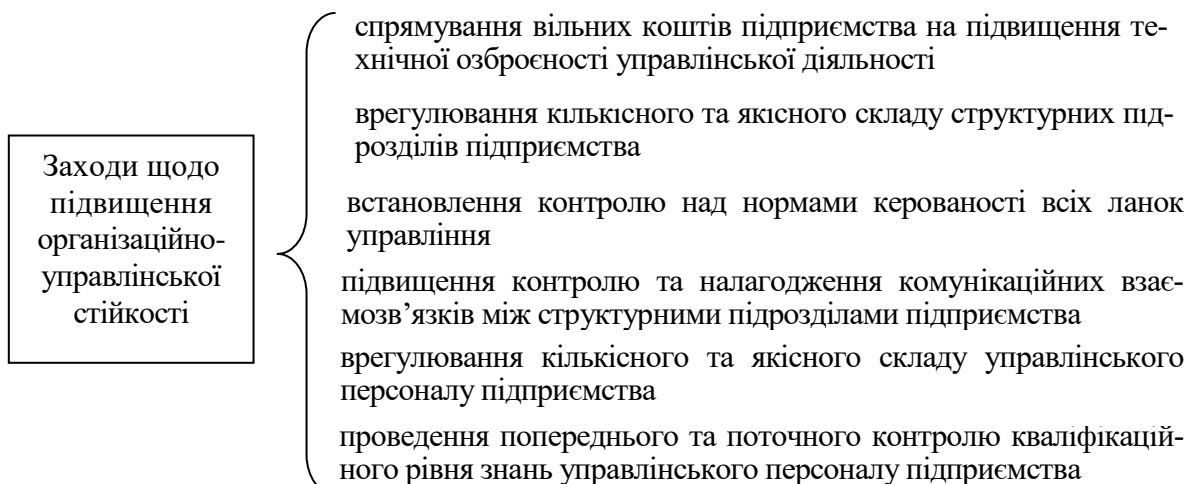 Заходи щодо
підвищення
організаційно-
управлінської
стійкості
спрямування вільних коштів підприємства на підвищення те-
хнічної озброєності управлінської діяльності
врегулювання кількісного та якісного складу структурних під-
розділів підприємства
встановлення контролю над нормами керованості всіх ланок
управління
підвищення контролю та налагодження комунікаційних взає-
мозв’язків між структурними підрозділами підприємства
врегулювання кількісного та якісного складу управлінського
персоналу підприємства
проведення попереднього та поточного контролю кваліфікацій-
ного рівня знань управлінського персоналу підприємства